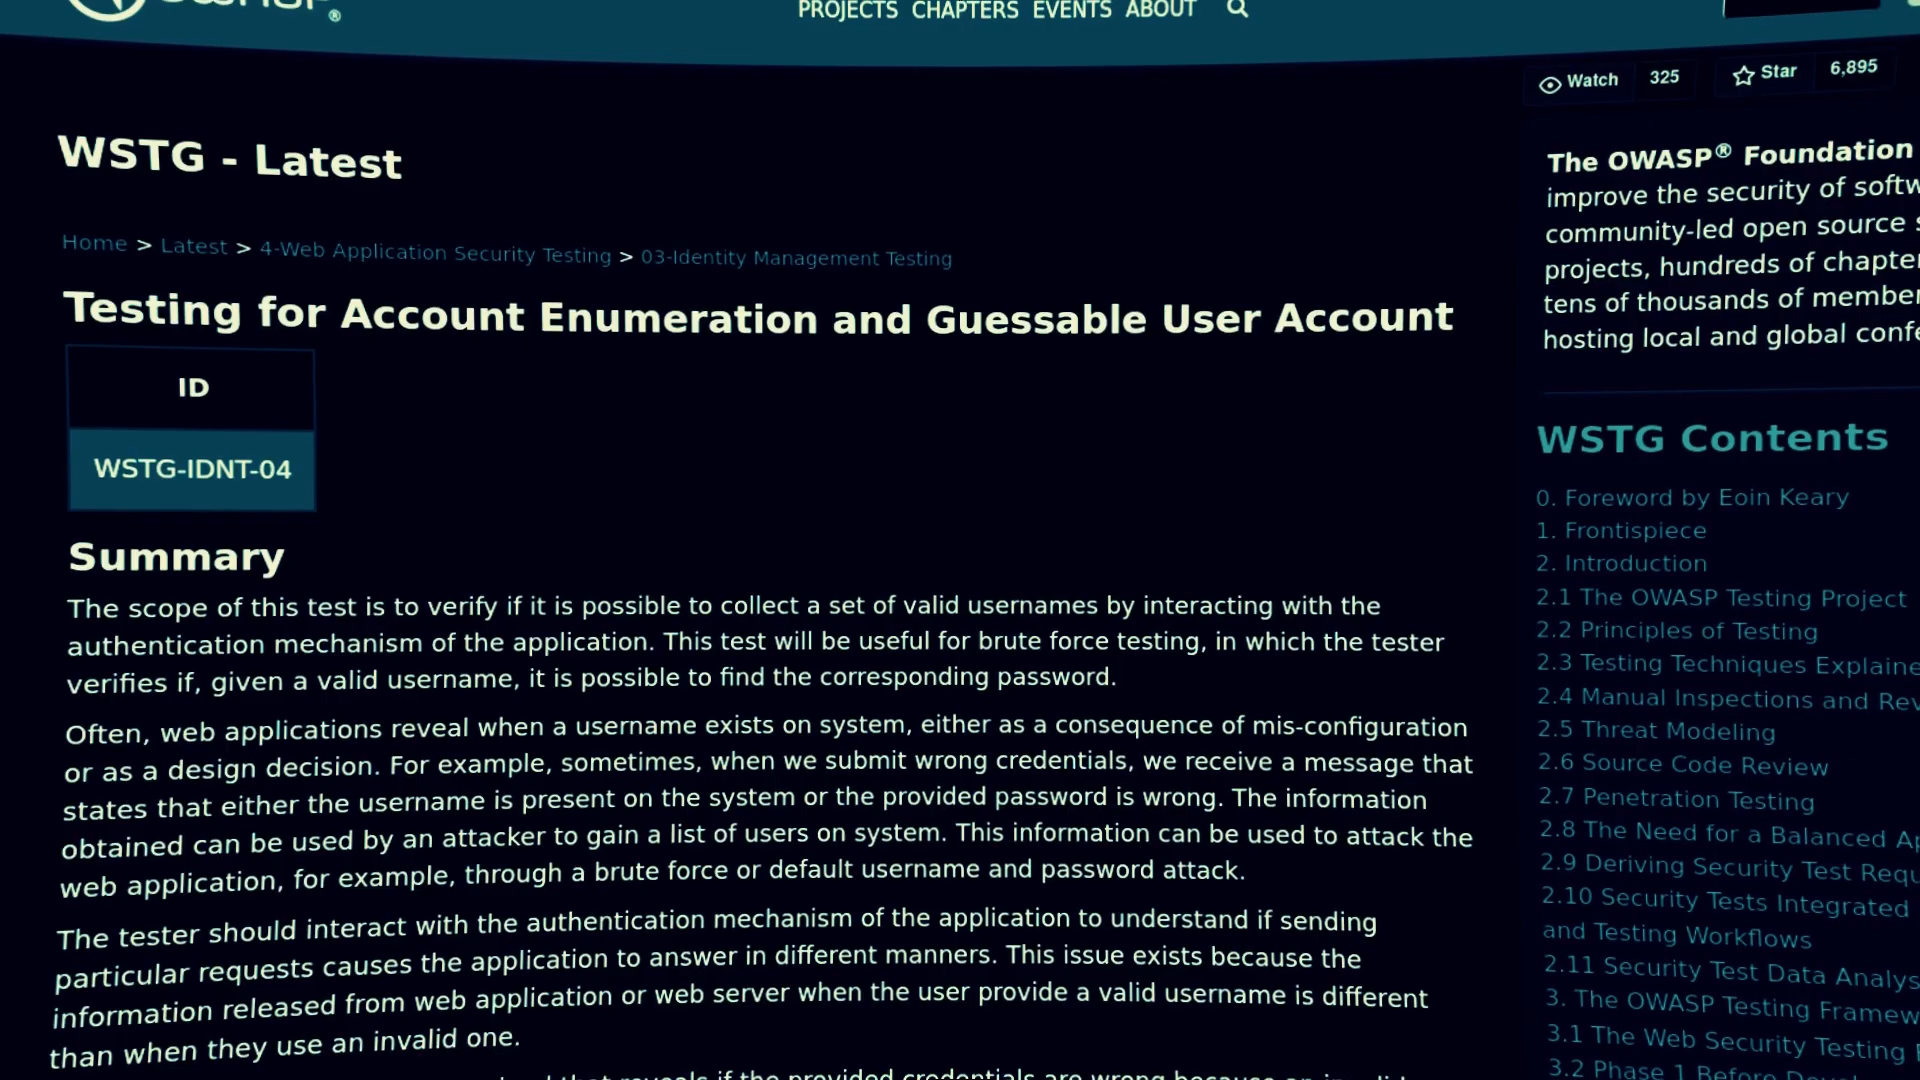 PROJECTS CHAPTERS EVENTS ABOUT
Watch 325 Star 6,895
WSTG - Latest
Home > Latest > 4-Web Application Security Testing > 03-Identity Management Testing
Testing for Account Enumeration and Guessable User Account
ID
WSTG-IDNT-04
Summary
The scope of this test is to verify if it is possible to collect a set of valid usernames by interacting with the
authentication mechanism of the application. This test will be useful for brute force testing, in which the tester
verifies if, given a valid username, it is possible to find the corresponding password.
Often, web applications reveal when a username exists on system, either as a consequence of mis-configuration
or as a design decision. For example, sometimes, when we submit wrong credentials, we receive a message that
states that either the username is present on the system or the provided password is wrong. The information
obtained can be used by an attacker to gain a list of users on system. This information can be used to attack the
web application, for example, through a brute force or default username and password attack.
The tester should interact with the authentication mechanism of the application to understand if sending
particular requests causes the application to answer in different manners. This issue exists because the
information released from web application or web server when the user provide a valid username is different
than when they use an invalid one.
that reveals if the provided credentials are wrong because an
The OWASP® Foundation
improve the security of
community-led open source
projects, hundreds of
tens of thousands of
hosting local and global
WSTG Contents
0. Foreword by Eoin Keary
1. Frontispiece
2. Introduction
2.1 The OWASP Testing Project
2.2 Principles of Testing
2.3 Testing Techniques
2.4 Manual Inspections and
2.5 Threat Modeling
2.6 Source Code Review
2.7 Penetration Testing
2.8 The Need for a Balanced
2.9 Deriving Security Test
2.10 Security Tests Integrated
and Testing Workflows
2.11 Security Test Data
3. The OWASP Testing
3.1 The Web Security Testing
3.2 Phase 1 Before